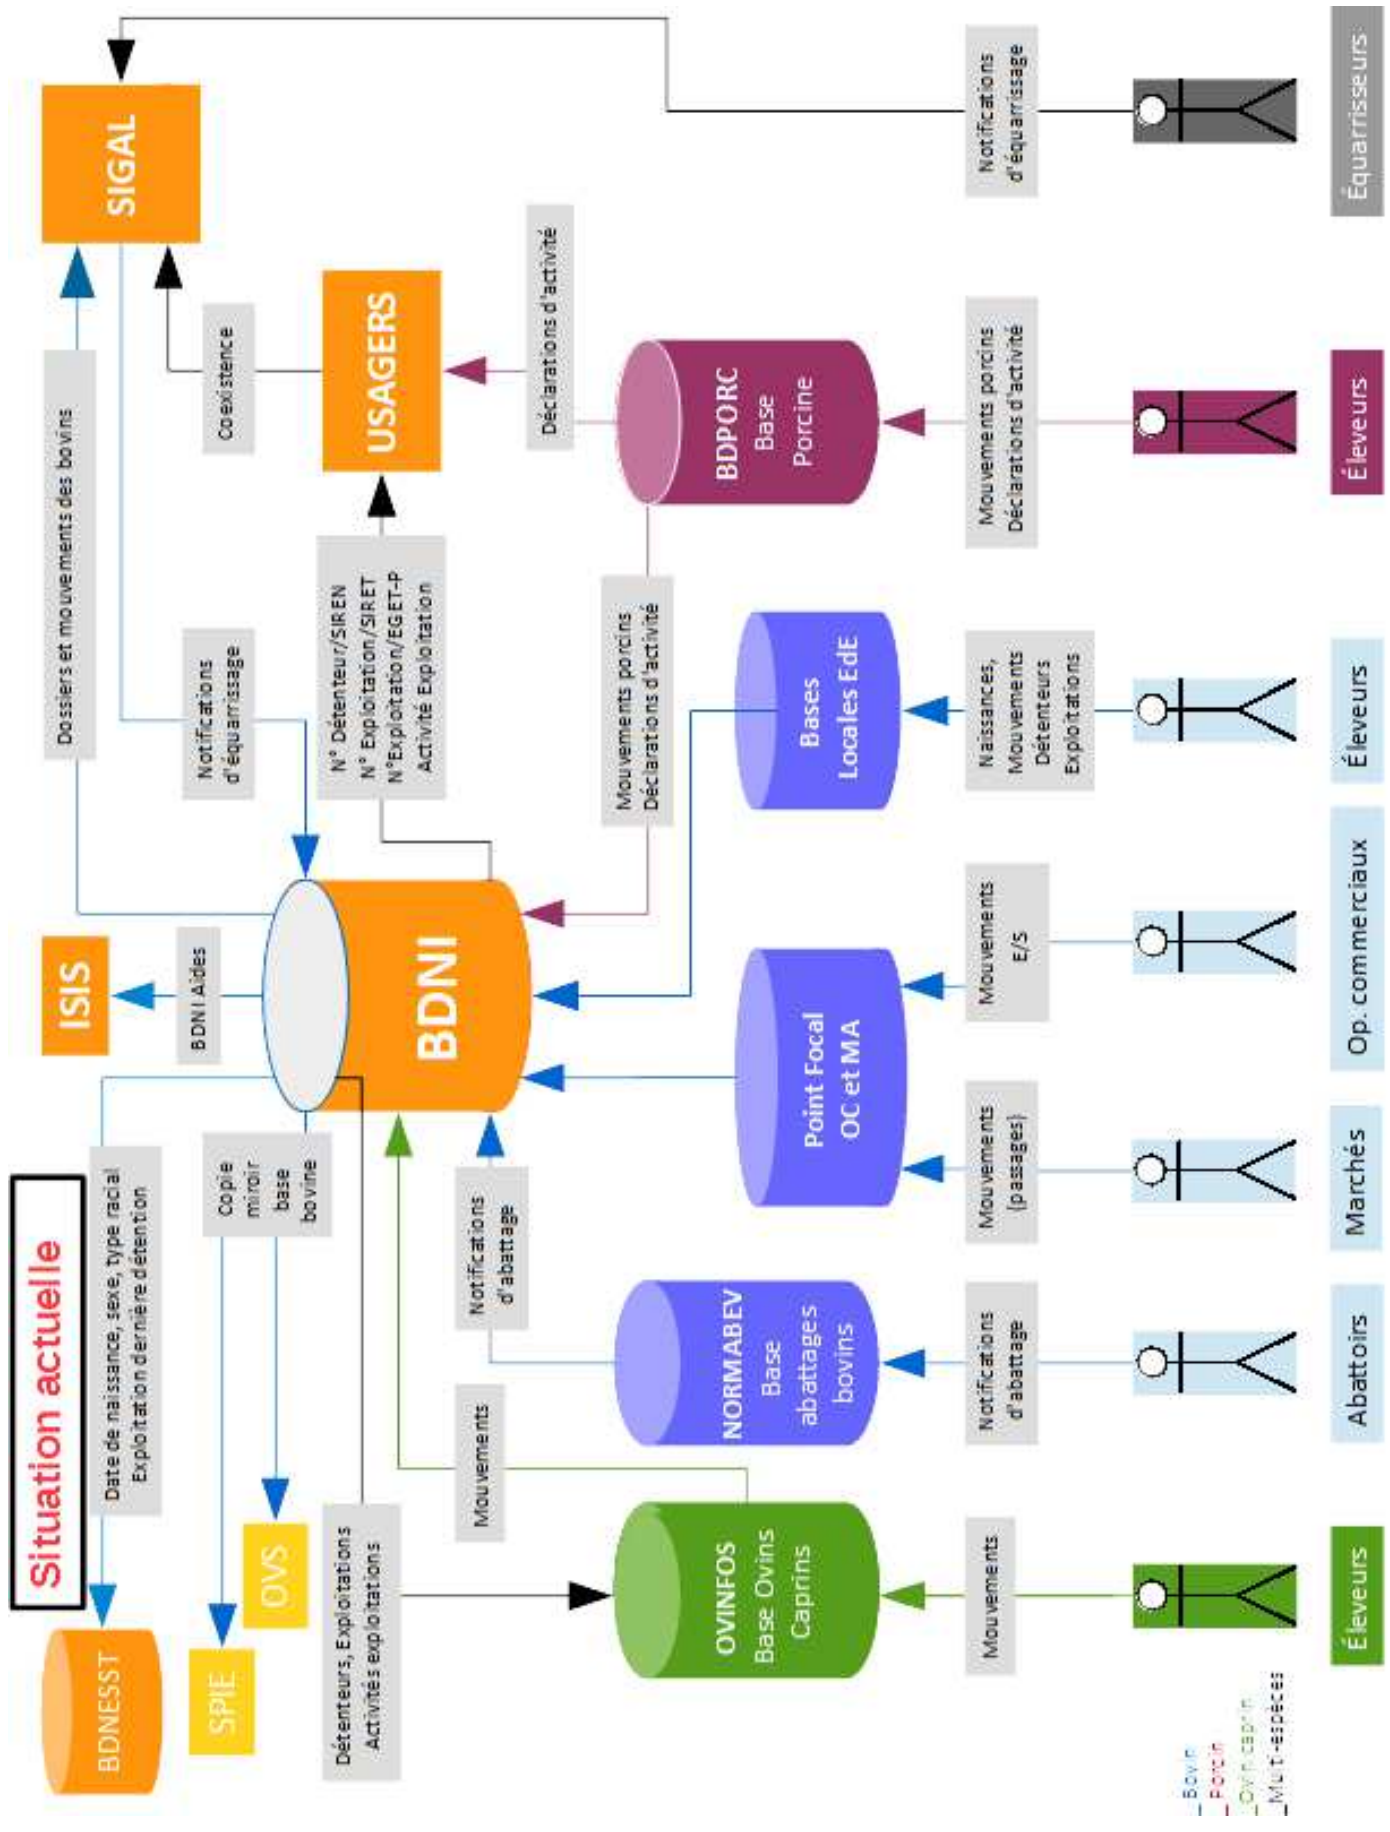 Situation actuelle
BDNESST
Date de naissance, sexe, type racial
Exploitation dernière détention
ISIS
BDNI Aides
Dossiers et mouvements des bovins
SIGAL
SPIE
OVS
Copie
miroir
base
bovine
Notifications
d'équarrissage
Coexistence
Détenteurs, Exploitations
Activités exploitations
BDNI
N° Détenteur/SIREN
N° Exploitation/SIRET
N°Exploitation/EGET-P
Activité Exploitation
USAGERS
Mouvements
Notifications
d'abattage
Déclarations d'activité
Mouvements porcins
Déclarations d'activité
OVINFOS
Base Ovins
Caprins
NORMABEV
Base
abattages
bovins
Point Focal
OC et MA
Bases
Locales EdE
BDPORC
Base
Porcine
Mouvements
Notifications
d'abattage
Mouvements
(passages)
Mouvements
E/S
Naissances,
Mouvements
Détenteurs
Exploitations
Mouvements porcins
Déclarations d'activité
Notifications
d'équarrissage
_Bovin
_Porcin
_Ovin caprin
_Multi-espèces
Éleveurs
Abattoirs
Marchés
Op. commerciaux
Éleveurs
Éleveurs
Équarrisseurs